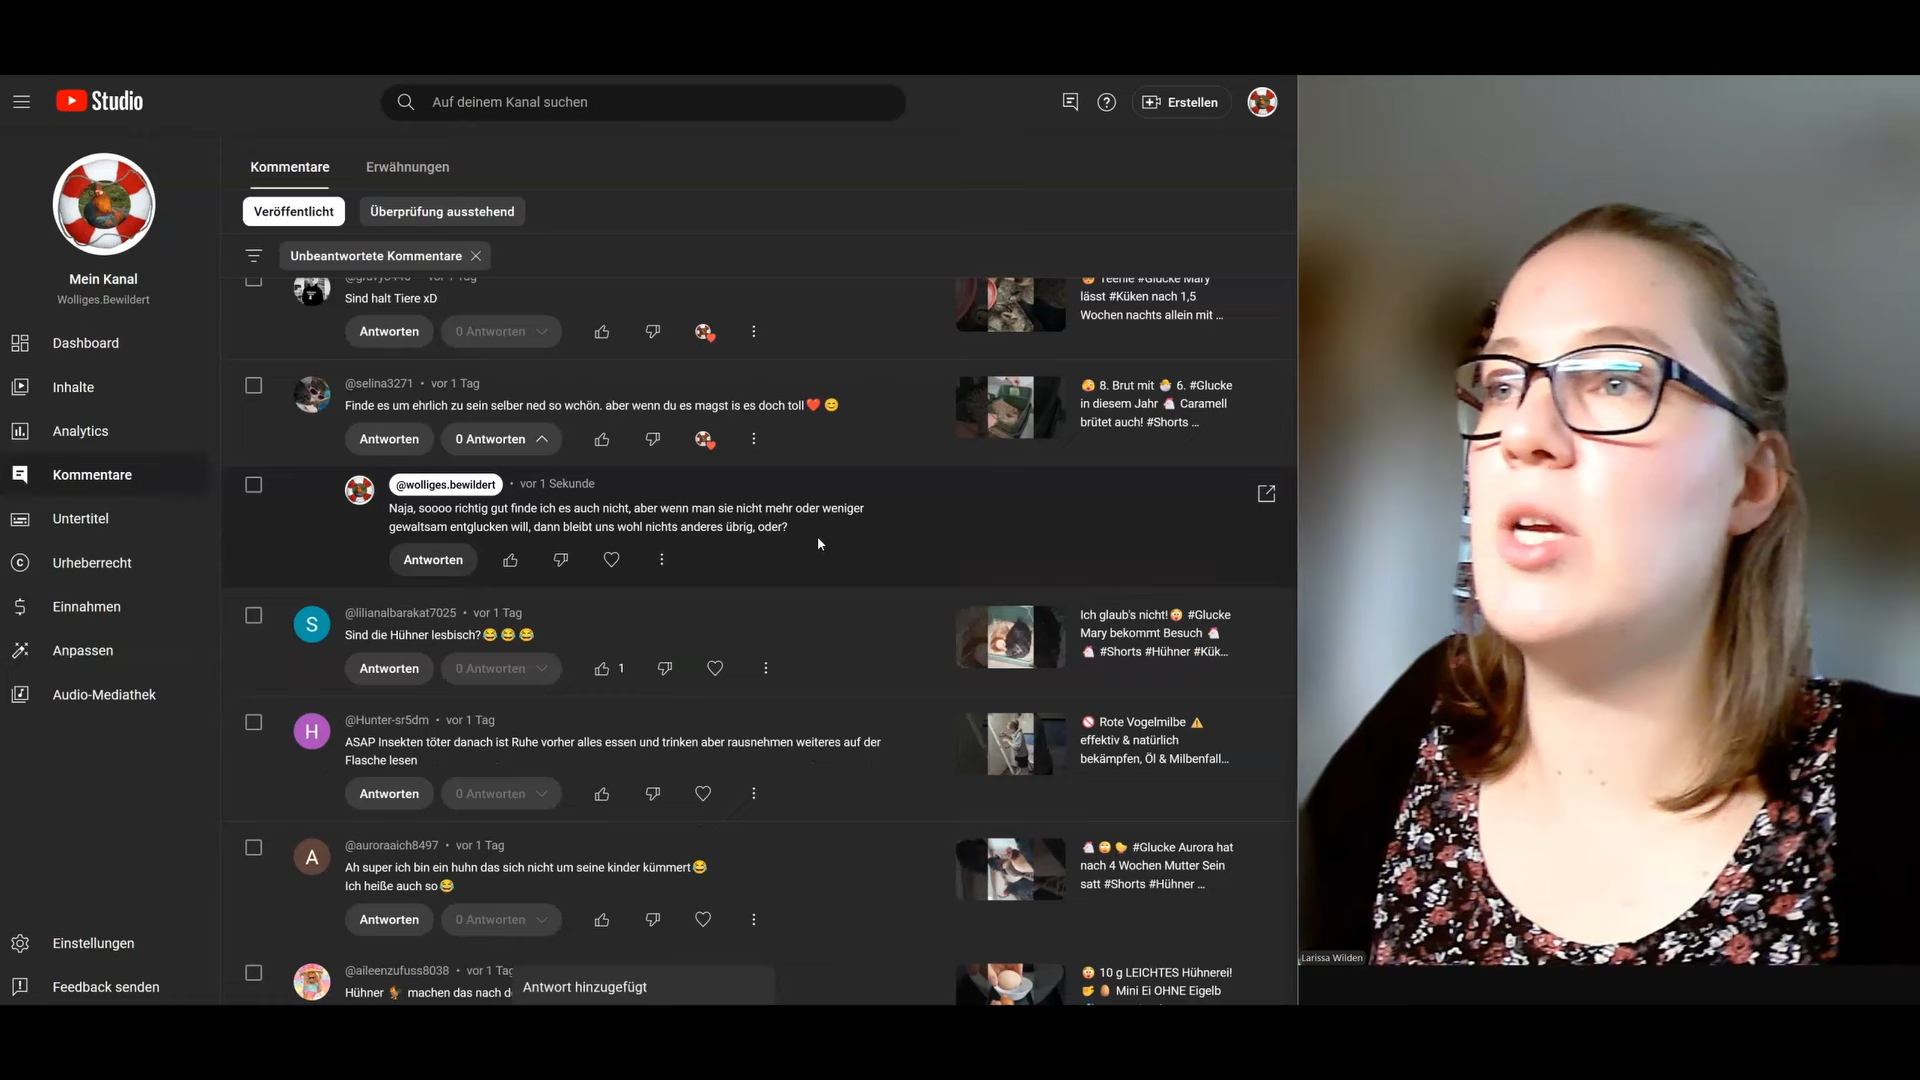 Studio
Auf deinem Kanal suchen
Erstellen
Mein Kanal
Wolliges.Bewildert
Dashboard
Inhalte
Analytics
Kommentare
Untertitel
Urheberrecht
Einnahmen
Anpassen
Audio-Mediathek
Einstellungen
Feedback senden
Kommentare
Erwähnungen
Veröffentlicht
Überprüfung ausstehend
Unbeantwortete Kommentare
vor 1 Tag
Sind halt Tiere xD
Antworten
0 Antworten
Teenie #Glucke Mary
lässt #Küken nach 1,5
Wochen nachts allein mit ...
@selina3271 • vor 1 Tag
Finde es um ehrlich zu sein selber ned so wchön. aber wenn du es magst is es doch toll❤️ 😊
Antworten
0 Antworten
🫣 8. Brut mit 🐣 6. #Glucke
in diesem Jahr 🐔 Caramell
brütet auch! #Shorts ...
@wolliges.bewildert • vor 1 Sekunde
Naja, soooo richtig gut finde ich es auch nicht, aber wenn man sie nicht mehr oder weniger
gewaltsam entglucken will, dann bleibt uns wohl nichts anderes übrig, oder?
Antworten
@lilianalbarakat7025 • vor 1 Tag
Sind die Hühner lesbisch?😂 😂 😂
Antworten
0 Antworten
1
Ich glaub's nicht!😳 #Glucke
Mary bekommt Besuch 🐔
🐔 #Shorts #Hühner #Kük...
S
@Hunter-sr5dm • vor 1 Tag
ASAP Insekten töter danach ist Ruhe vorher alles essen und trinken aber rausnehmen weiteres auf der
Flasche lesen
Antworten
0 Antworten
🚫 Rote Vogelmilbe ⚠️
effektiv & natürlich
bekämpfen, Öl & Milbenfall...
H
@auroraaich8497 • vor 1 Tag
Ah super ich bin ein huhn das sich nicht um seine kinder kümmert😂
Ich heiße auch so😂
Antworten
0 Antworten
🐔 🙄 🐤 #Glucke Aurora hat
nach 4 Wochen Mutter Sein
satt #Shorts #Hühner ...
A
@aileenzufuss8038 • vor 1 Tag
Hühner 🐓 machen das nach d
😳 10 g LEICHTES Hühnerei!
✊ 🥚 Mini Ei OHNE Eigelb
Antwort hinzugefügt
Larissa Wilden